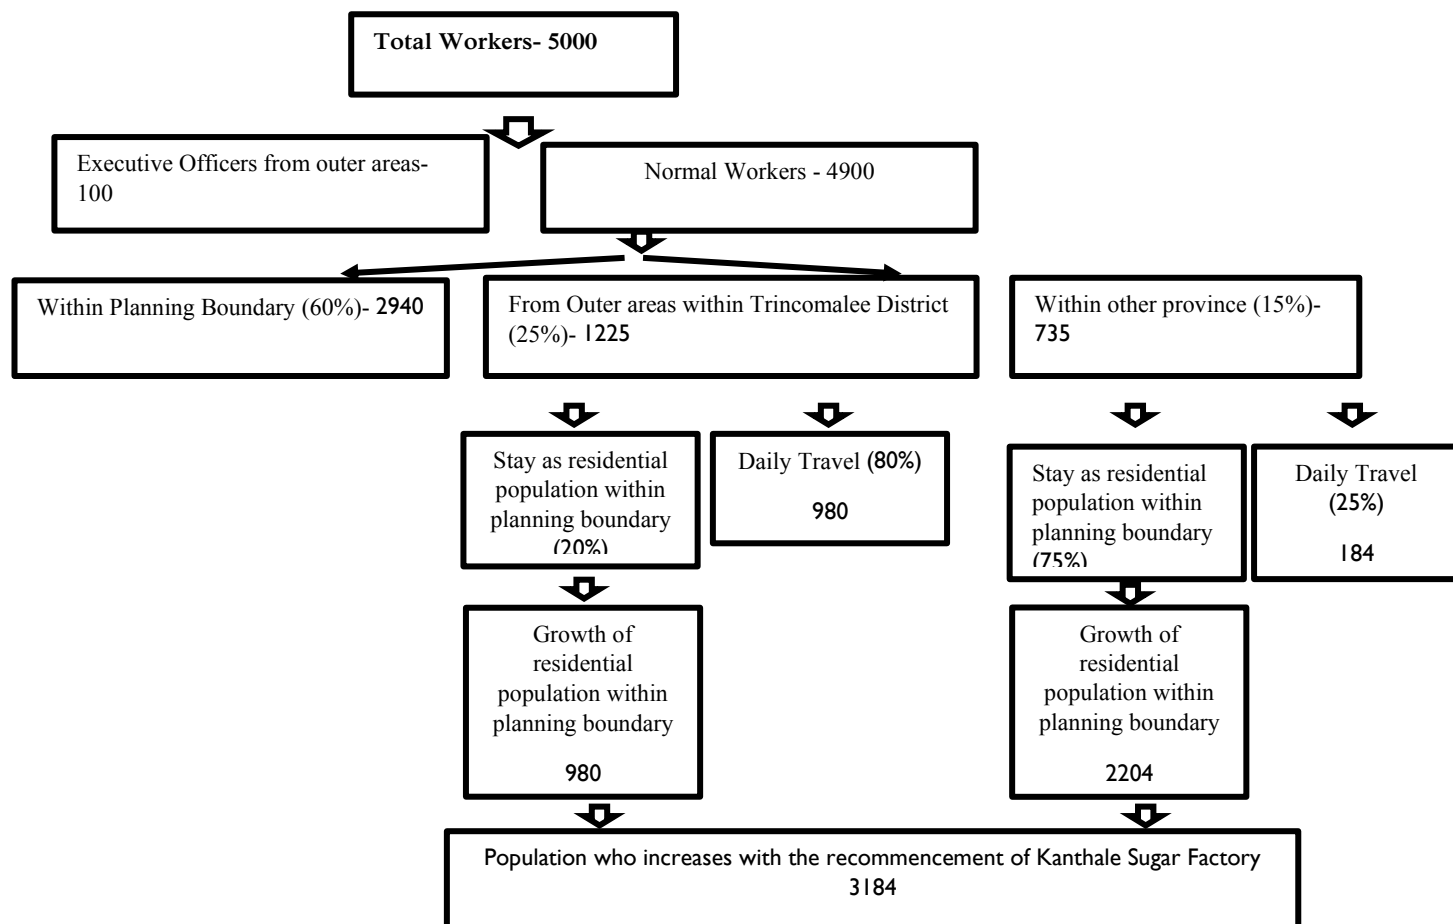 Total Workers- 5000
Executive Officers from outer areas-
100
Normal Workers - 4900
Within Planning Boundary (60%)- 2940
From Outer areas within Trincomalee District
(25%)- 1225
Within other province (15%)-
735
Stay as residential
population within
planning boundary
(20%)
Daily Travel (80%)
980
Stay as residential
population within
planning boundary
(75%)
Daily Travel
(25%)
184
Growth of
residential
population within
planning boundary
980
Growth of
residential
population within
planning boundary
2204
Population who increases with the recommencement of Kanthale Sugar Factory
3184